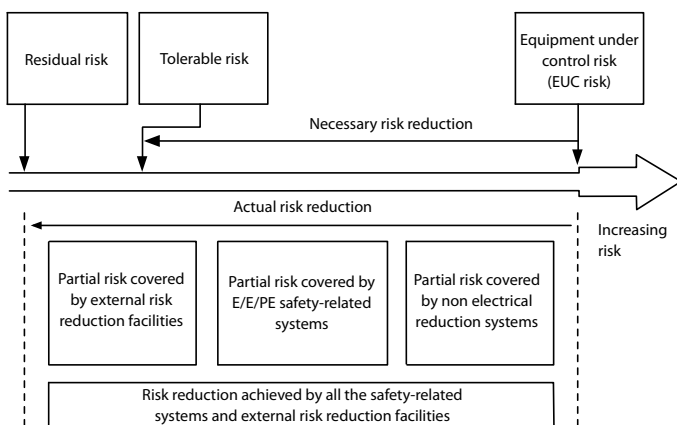 Residual risk
Tolerable risk
Equipment under
control risk
(EUC risk)
Necessary risk reduction
Actual risk reduction
Increasing
risk
Partial risk covered
by external risk
reduction facilities
Partial risk covered by
E/E/PE safety-related
systems
Partial risk covered
by non electrical
reduction systems
Risk reduction achieved by all the safety-related
systems and external risk reduction facilities